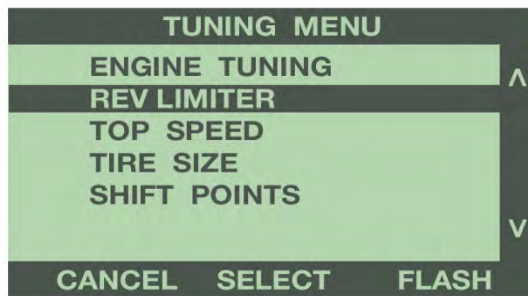 TUNING MENU
ENGINE TUNING
REV LIMITER
TOP SPEED
TIRE SIZE
SHIFT POINTS
CANCEL SELECT FLASH